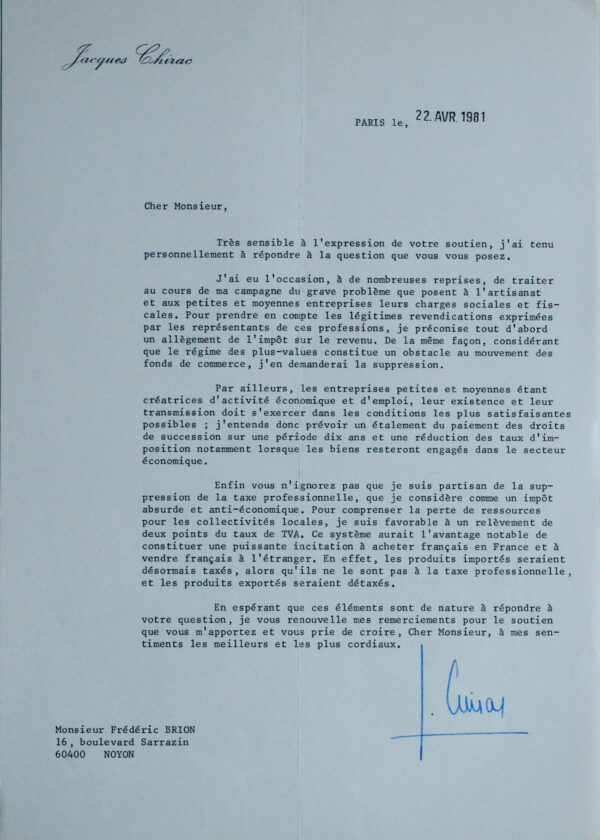 Jacques Chirac
PARIS le, 22. AVR. 1981
Cher Monsieur,
Très sensible à l'expression de votre soutien, j'ai tenu
personnellement à répondre à la question que vous vous posez.
J'ai eu l'occasion, à de nombreuses reprises, de traiter
au cours de ma campagne du grave problème que posent à l'artisanat
et aux petites et moyennes entreprises leurs charges sociales et fis-
cales. Pour prendre en compte les légitimes revendications exprimées
par les représentants de ces professions, je préconise tout d'abord
un allègement de l'impôt sur le revenu. De la même façon, considérant
que le régime des plus-values constitue un obstacle au mouvement des
fonds de commerce, j'en demanderai la suppression.
Par ailleurs, les entreprises petites et moyennes étant
créatrices d'activité économique et d'emploi, leur existence et leur
transmission doit s'exercer dans les conditions les plus satisfaisantes
possibles ; j'entends donc prévoir un étalement du paiement des droits
de succession sur une période dix ans et une réduction des taux d'im-
position notamment lorsque les biens resteront engagés dans le secteur
économique.
Enfin vous n'ignorez pas que je suis partisan de la sup-
pression de la taxe professionnelle, que je considère comme un impôt
absurde et anti-économique. Pour comprenser la perte de ressources
pour les collectivités locales, je suis favorable à un relèvement de
deux points du taux de TVA. Ce système aurait l'avantage notable de
constituer une puissante incitation à acheter français en France et à
vendre français à l'étranger. En effet, les produits importés seraient
désormais taxés, alors qu'ils ne le sont pas à la taxe professionnelle,
et les produits exportés seraient détaxés.
En espérant que ces éléments sont de nature à répondre à
votre question, je vous renouvelle mes remerciements pour le soutien
que vous m'apportez et vous prie de croire, Cher Monsieur, à mes sen-
timents les meilleurs et les plus cordiaux.
J. Chirac
Monsieur Frédéric BRION
16, boulevard Sarrazin
60400 NOYON